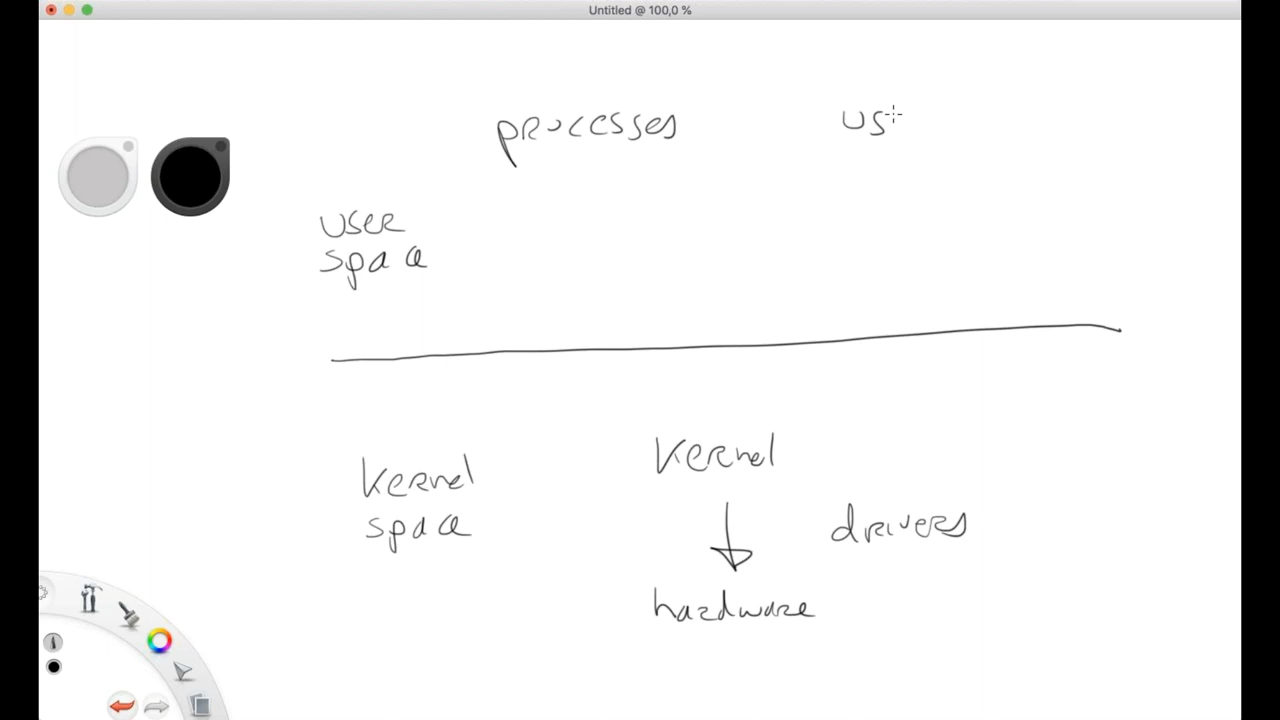 Untitled @ 100,0 %
processes us
user
space
kernel
space
kernel
drivers
hardware